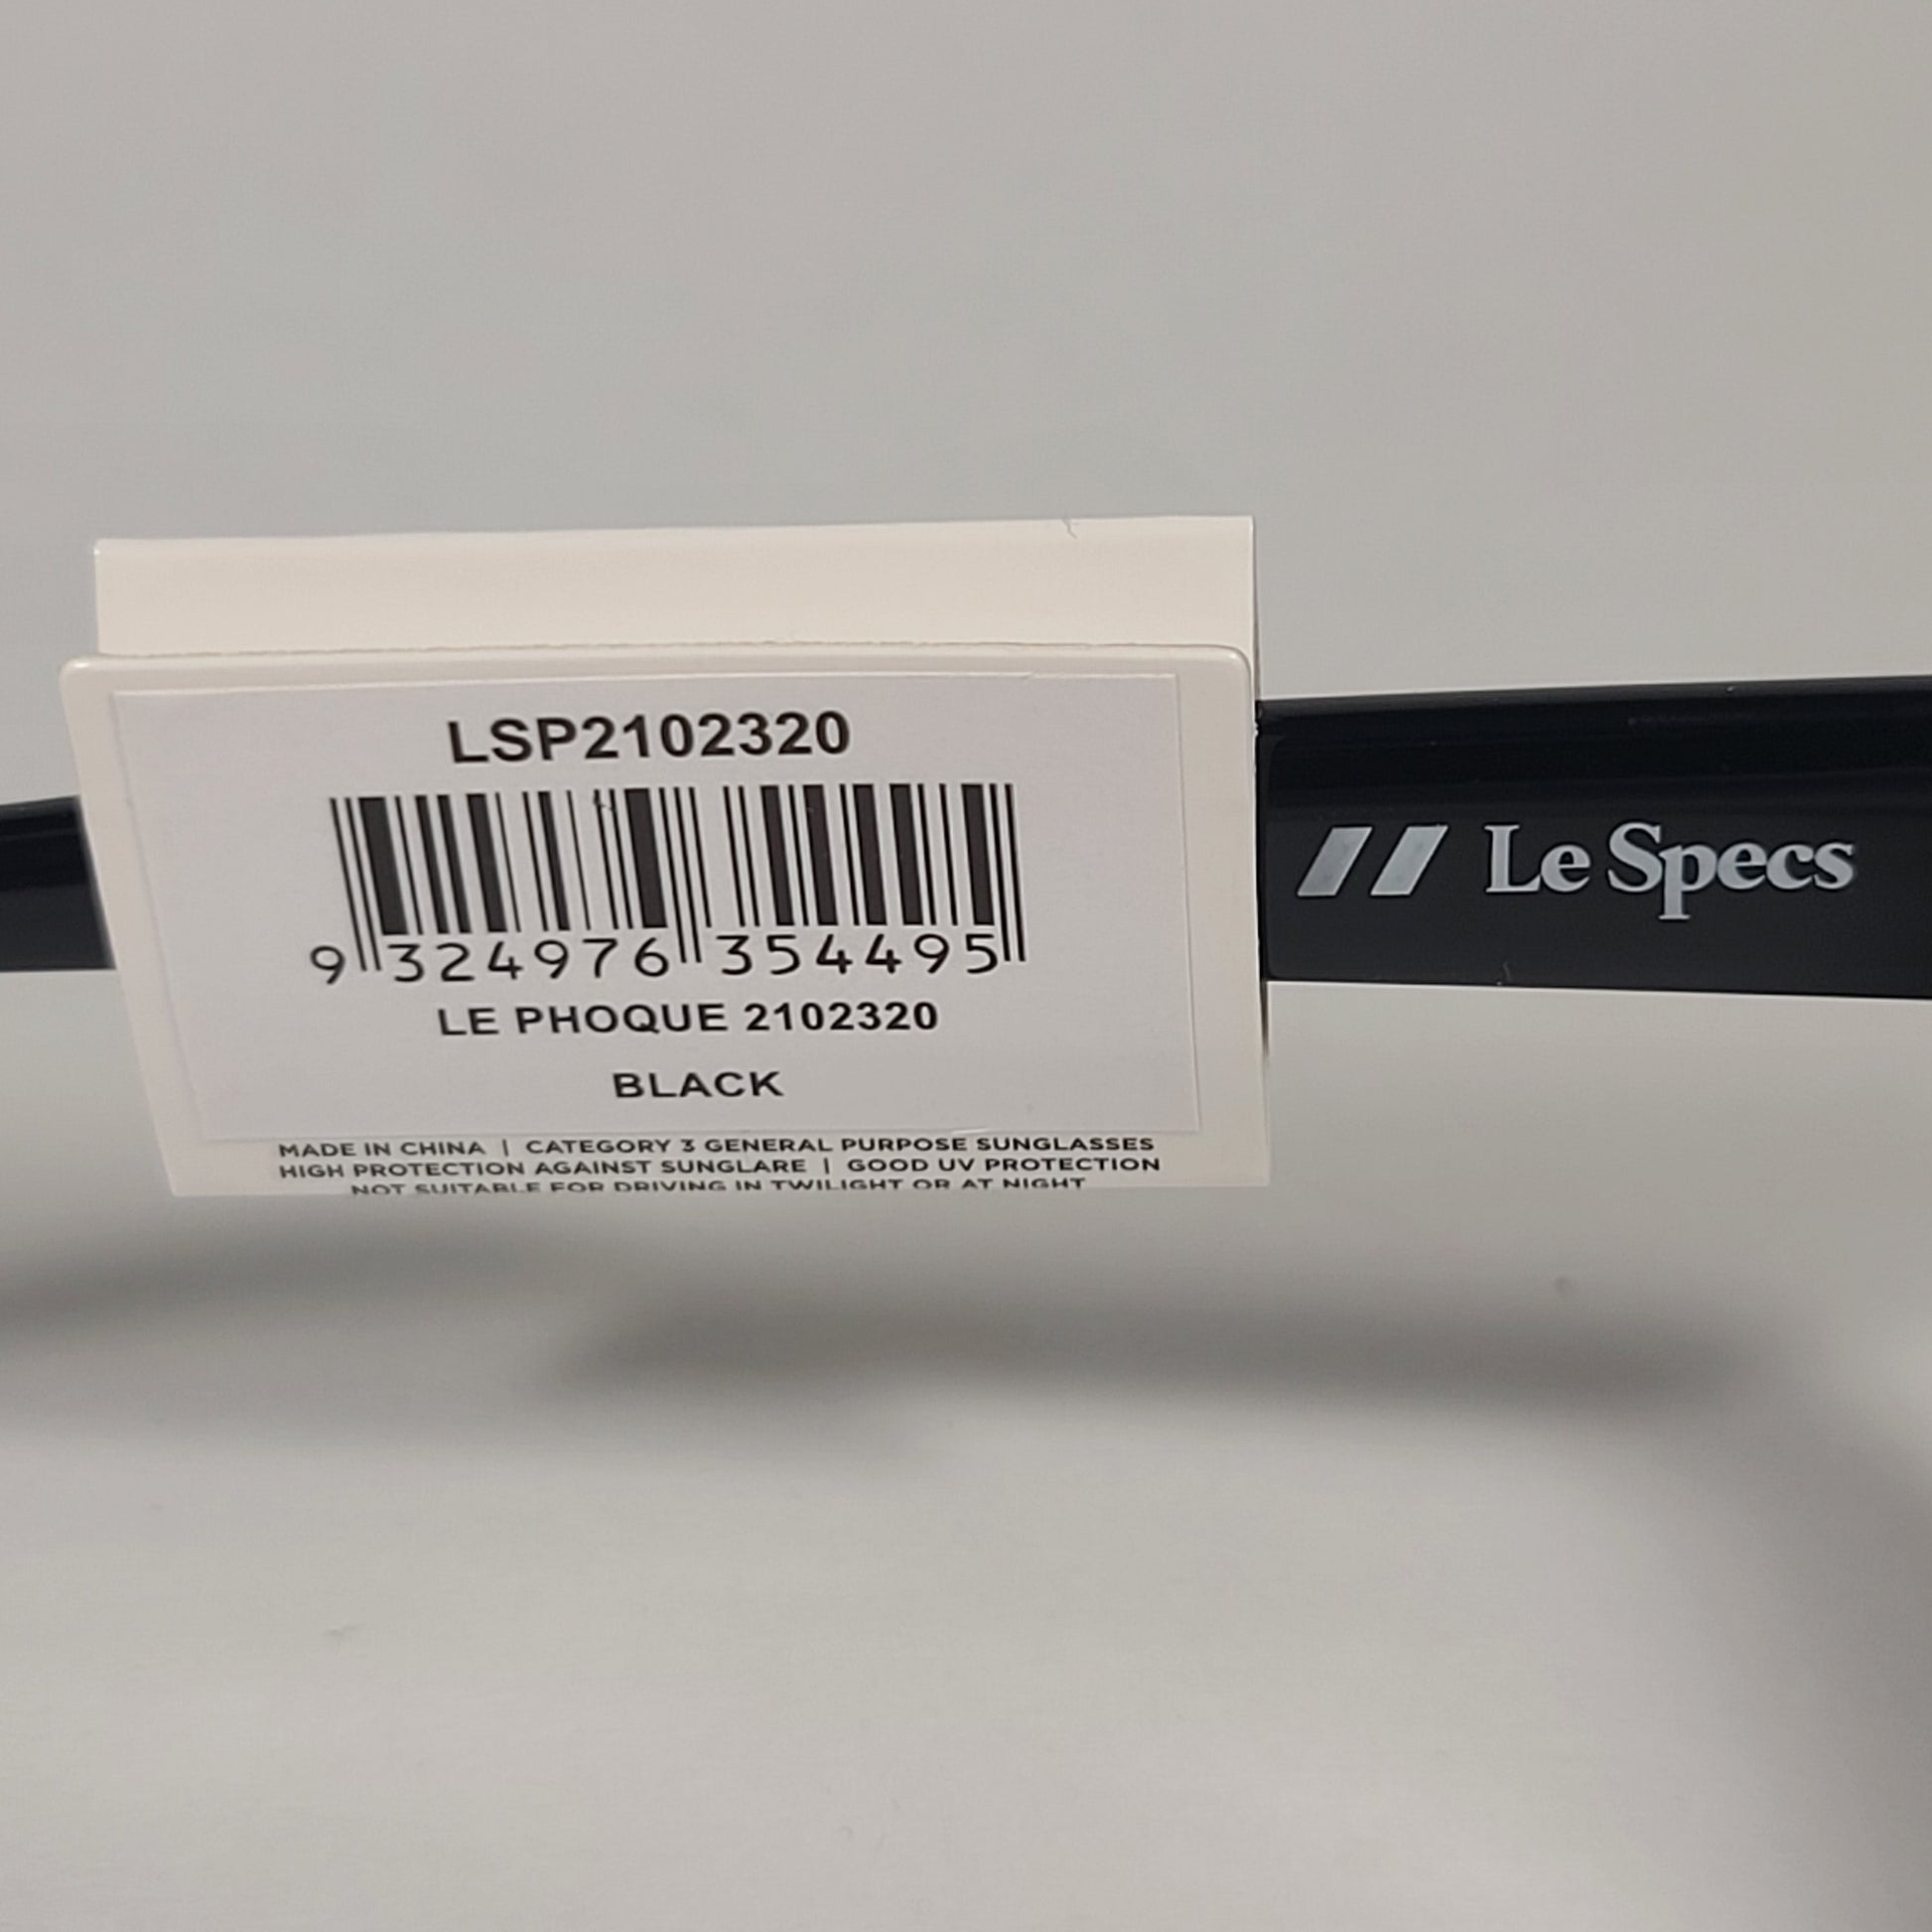 LSP2102320
9 324976 354495
LE PHOQUE 2102320
BLACK
MADE IN CHINA | CATEGORY 3 GENERAL PURPOSE SUNGLASSES
HIGH PROTECTION AGAINST SUNGLARE | GOOD UV PROTECTION
NOT SUITABLE FOR DRIVING IN TWILIGHT OR AT NIGHT
Le Specs